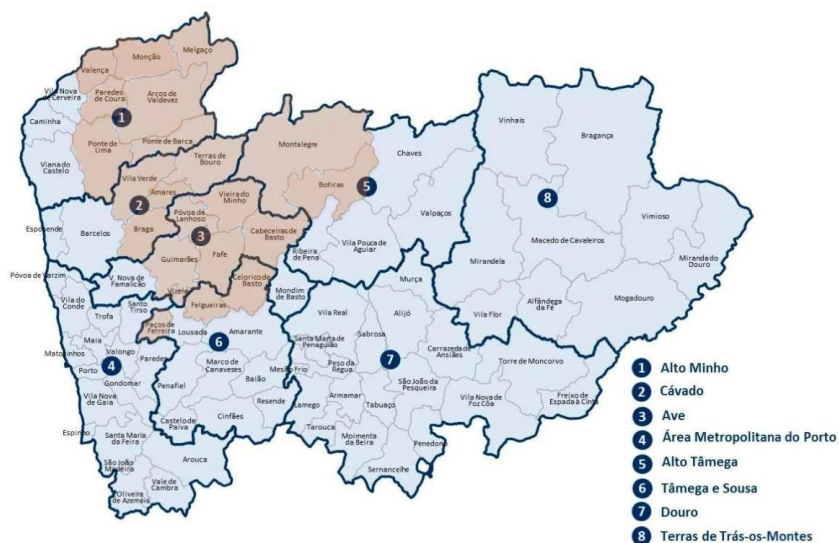 Melgaço
Monção
Valença
Vila Nova
de Cerveira
Paredes
de Coura
Arcos de
Valdevez
1
Caminha
Ponte de
Lima
Ponte de Barca
Viana do
Castelo
Terras de
Bouro
Vila Verde
Amares
2
Vieira do
Minho
Póvoa de
Lanhoso
3
Braga
Barcelos
Esposende
Guimarães
Fafe
Cabeceiras de
Basto
V. Nova de
Famalicão
Vizela
Celorico de
Basto
Felgueiras
Montalegre
Boticas
5
Chaves
Valpaços
Vila Pouca de
Aguiar
Ribeira
de Pena
Mondim
de Basto
Vinhais
Bragança
8
Vimioso
Macedo de Cavaleiros
Miranda do
Douro
Mirandela
Mogadouro
Alfândega
da Fé
Vila Flor
Póvoa de Varzim
Vila do
Conde
Santo
Tirso
Trofa
Paços de
Ferreira
Lousada
Amarante
6
Maia
Matosinhos
Valongo
Paredes
Porto
4
Gondomar
Penafiel
Marco de
Canaveses
Baião
Mesão Frio
Resende
Cinfães
Castelo de
Paiva
Vila Nova
de Gaia
Espinho
Santa Maria
da Feira
Arouca
São João
Madeira
Vale de
Cambra
Oliveira
de Azeméis
Murça
Vila Real
Alijó
Sabrosa
Santa Marta de
Penaguião
Peso da
Régua
7
Carrazeda de
Ansiães
Torre de Moncorvo
São João da
Pesqueira
Armamar
Tabuaço
Lamego
Tarouca
Moimenta
da Beira
Penedono
Sernancelhe
Vila Nova de
Foz Côa
Freixo de
Espada à Cinta
1 Alto Minho
2 Cávado
3 Ave
4 Área Metropolitana do Porto
5 Alto Tâmega
6 Tâmega e Sousa
7 Douro
8 Terras de Trás-os-Montes